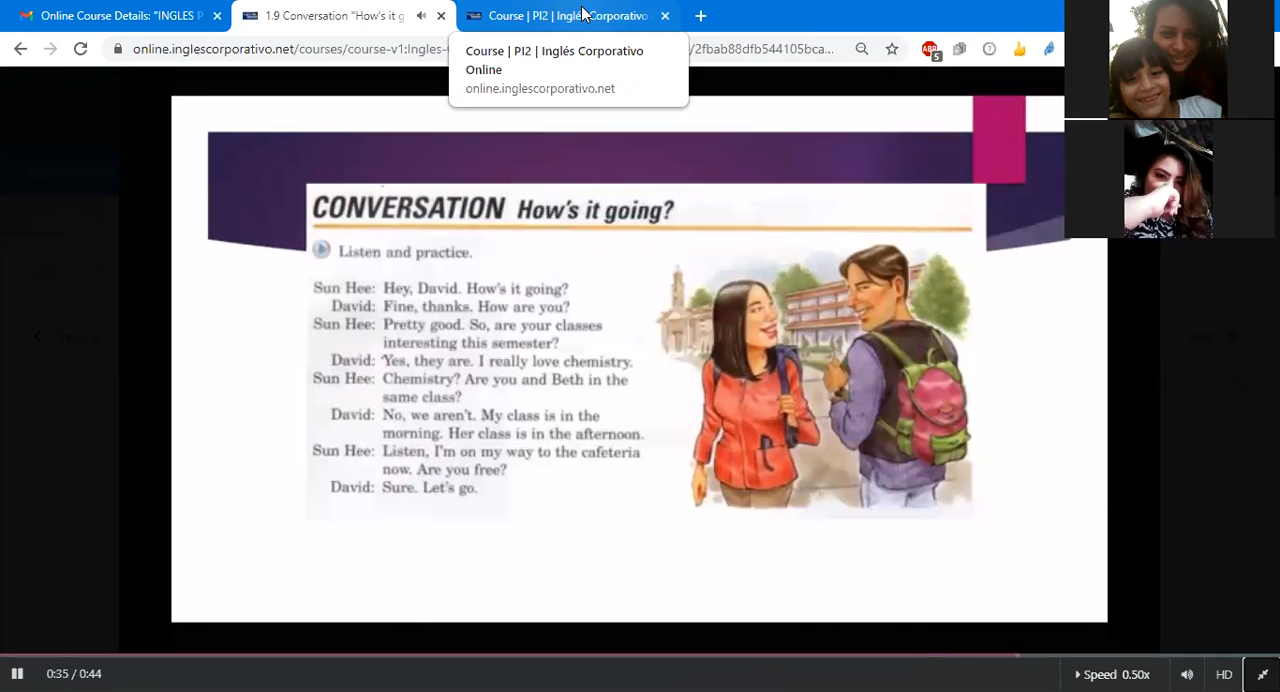 Online Course Details: "INGLES P
1.9 Conversation "How's it g
Course | PI2 | Inglés Corporativo
online.inglescorporativo.net/courses/course-v1:Ingles-
2fbab88dfb544105bca...
ABP
5
Course | PI2 | Inglés Corporativo
Online
online.inglescorporativo.net
CONVERSATION How's it going?
Listen and practice.
Sun Hee: Hey, David. How's it going?
David: Fine, thanks. How are you?
Sun Hee: Pretty good. So, are your classes
interesting this semester?
David: Yes, they are. I really love chemistry.
Sun Hee: Chemistry? Are you and Beth in the
same class?
David: No, we aren't. My class is in the
morning. Her class is in the afternoon.
Sun Hee: Listen, I'm on my way to the cafeteria
now. Are you free?
David: Sure. Let's go.
0:35 / 0:44
Speed 0.50x
HD